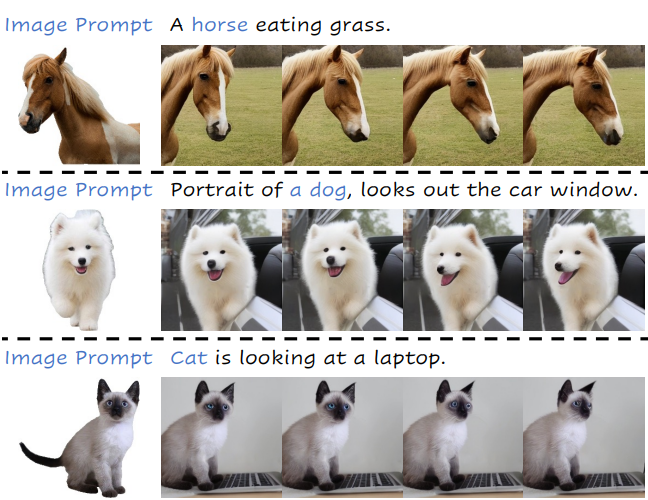 Image Prompt A horse eating grass.
Image Prompt Portrait of a dog, looks out the car window.
Image Prompt Cat is looking at a laptop.